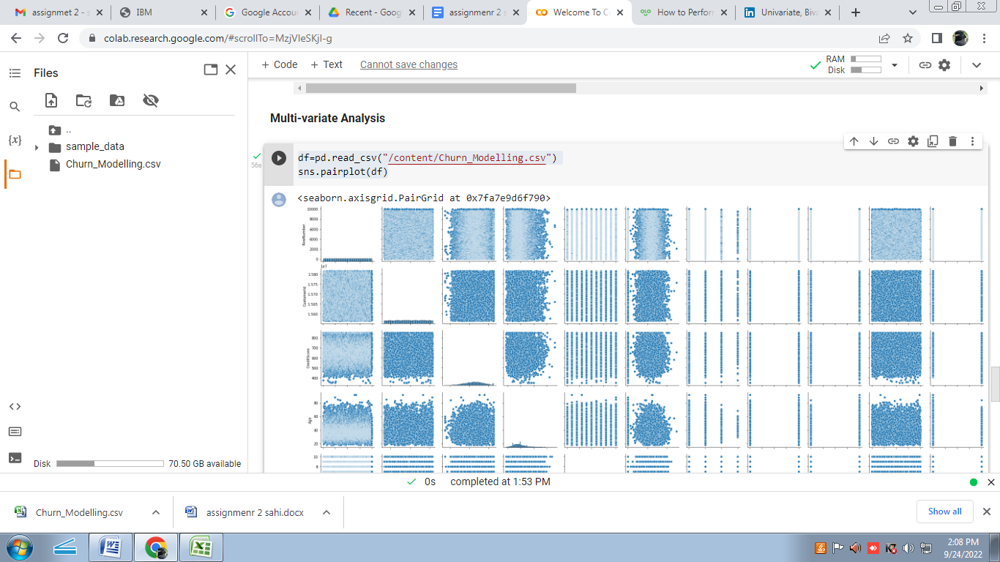 assignmet 2 - s
IBM
Google Accou
Recent - Goog
assignmenr 2 s
Welcome To C
How to Perfor
Univariate, Biva
colab.research.google.com/#scrollTo=MzjVIeSKjI-g
Files
+ Code + Text Cannot save changes
RAM
Disk
Multi-variate Analysis
..
sample_data
Churn_Modelling.csv
{x}
56s
df=pd.read_csv("/content/Churn_Modelling.csv")
sns.pairplot(df)
<seaborn.axisgrid.PairGrid at 0x7fa7e9d6f790>
RowNumber
10000
8000
6000
4000
2000
0
1e7
CustomerId
1.580
1.575
1.570
1.565
1.560
CreditScore
800
700
600
500
400
Age
80
60
40
20
10
8
Disk 70.50 GB available
0s completed at 1:53 PM
Churn_Modelling.csv
assignmenr 2 sahi.docx
Show all
2:08 PM
9/24/2022